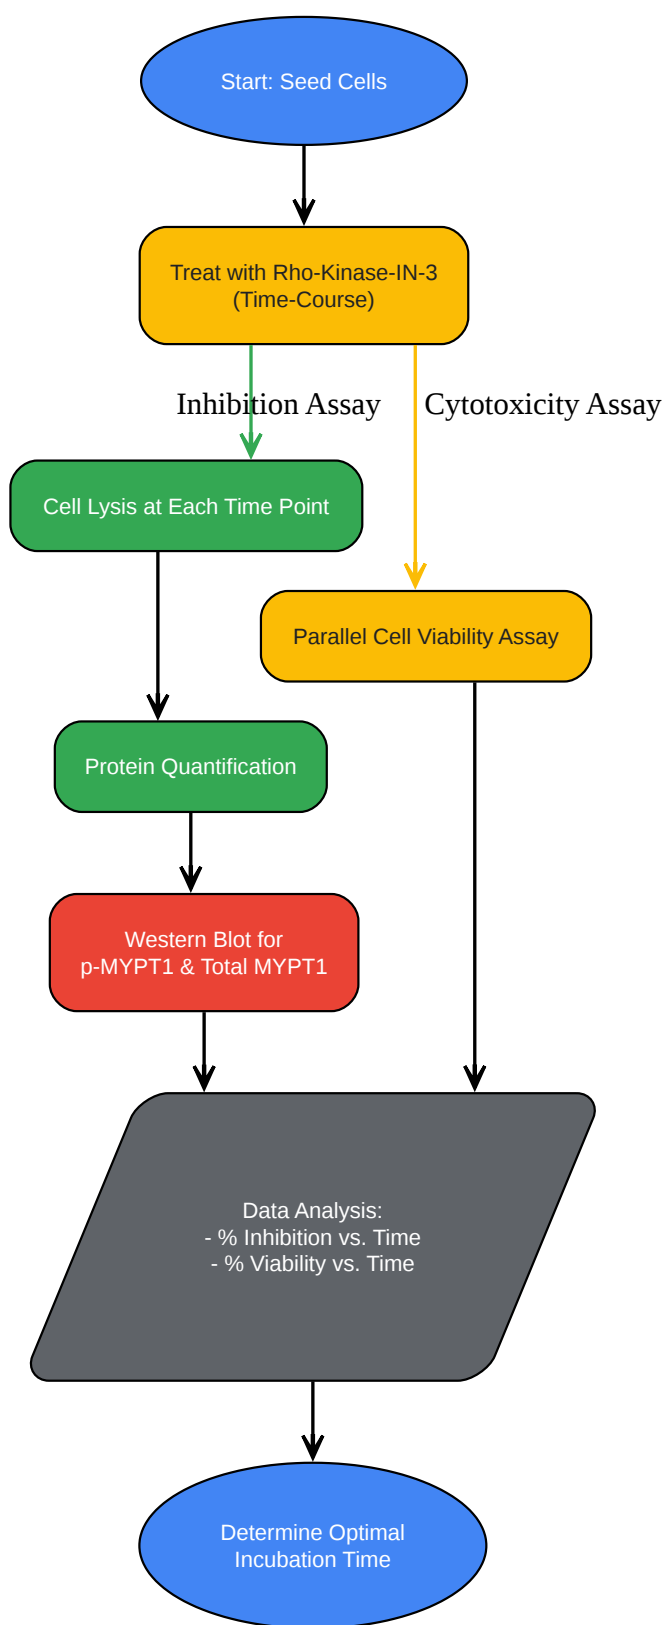 Start: Seed Cells
Treat with Rho-Kinase-IN-3
(Time-Course)
Inhibition Assay
Cytotoxicity Assay
Cell Lysis at Each Time Point
Parallel Cell Viability Assay
Protein Quantification
Western Blot for
p-MYPT1 & Total MYPT1
Data Analysis:
- % Inhibition vs. Time
- % Viability vs. Time
Determine Optimal
Incubation Time